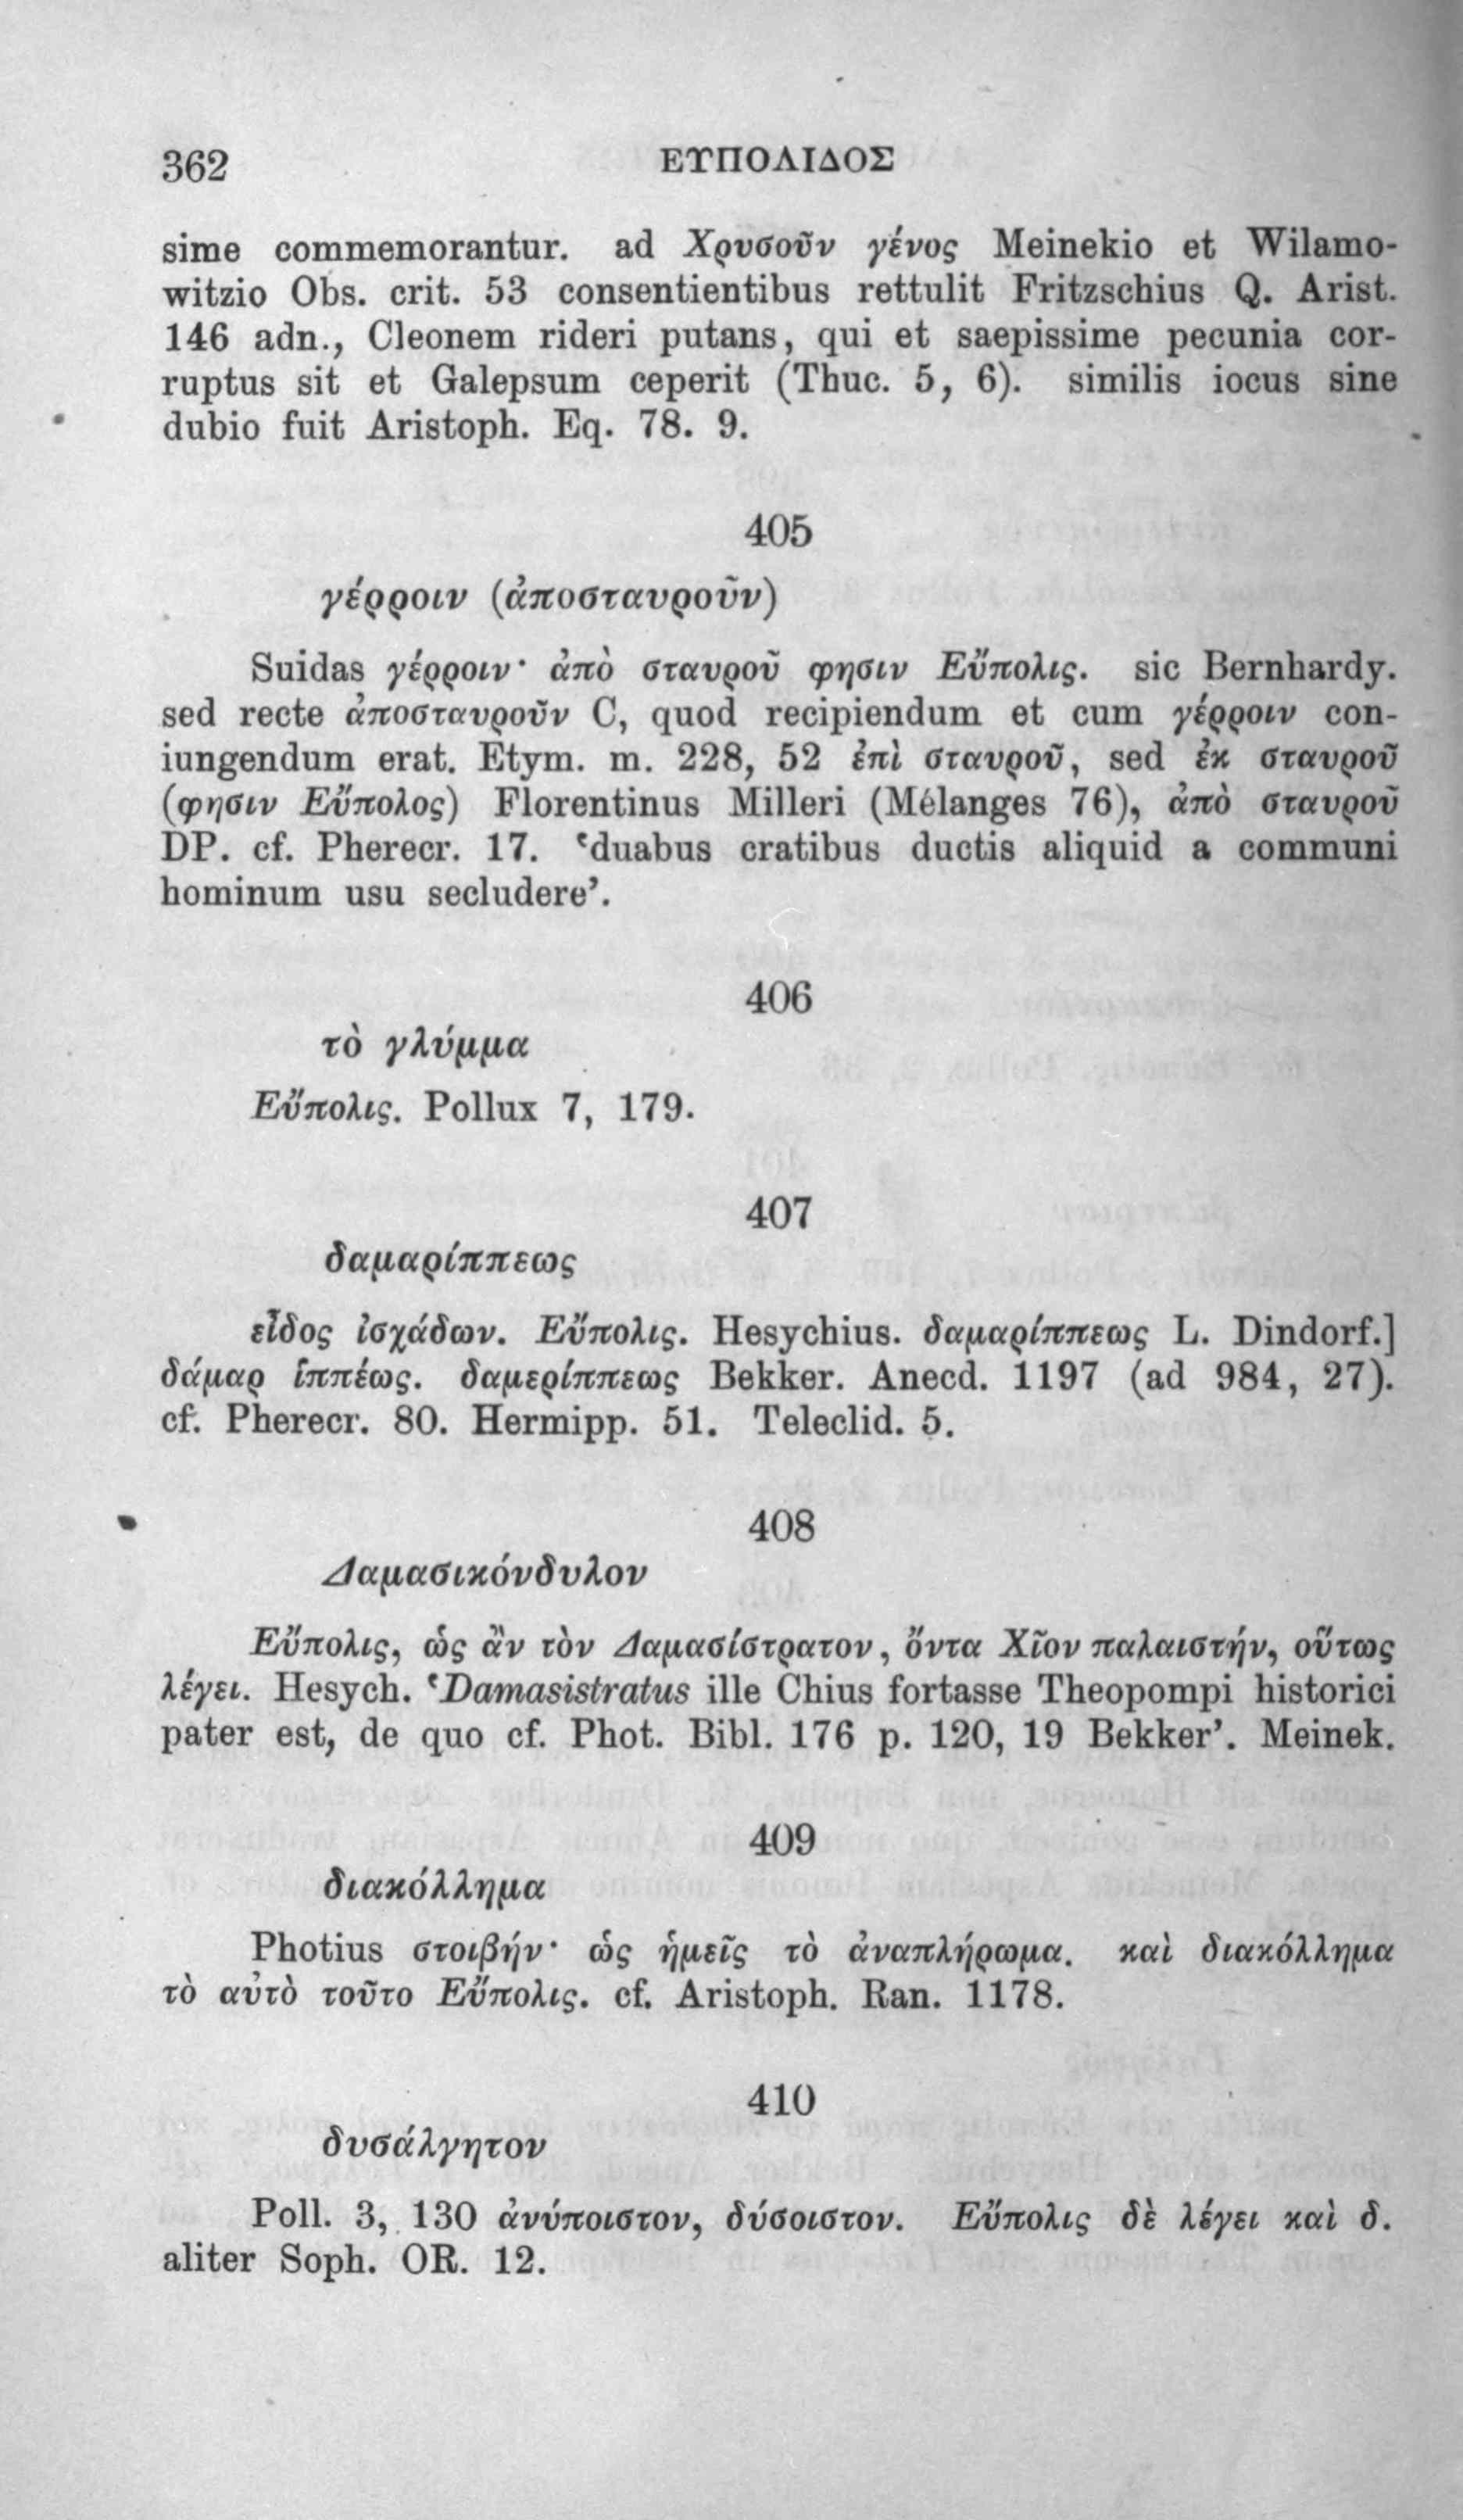 362
ΕΥΠΟΛΙΔΟΣ
sime commemorantur. ad Χρυσοῦν γένος Meinekio et Wilamo-
witzio Obs. crit. 53 consentientibus rettulit Fritzschius Q. Arist.
146 adn., Cleonem rideri putans, qui et saepissime pecunia cor-
ruptus sit et Galepsum ceperit (Thuc. 5, 6). similis iocus sine
dubio fuit Aristoph. Eq. 78. 9.
405
γέρροιν (ἀποσταυροῦν)
Suidas γέρροιν· ἀπὸ σταυροῦ φησιν Εὔπολις. sic Bernhardy.
sed recte ἀποσταυροῦν C, quod recipiendum et cum γέρροιν con-
iungendum erat. Etym. m. 228, 52 ἐπὶ σταυροῦ, sed ἐκ σταυροῦ
(φησιν Εὔπολος) Florentinus Milleri (Mélanges 76), ἀπὸ σταυροῦ
DP. cf. Pherecr. 17. ‘duabus cratibus ductis aliquid a communi
hominum usu secludere’.
406
τὸ γλύμμα
Εὔπολις. Pollux 7, 179.
407
δαμαρίππεως
εἶδος ἰσχάδων. Εὔπολις. Hesychius. δαμαρίππεως L. Dindorf.]
δάμαρ ἱππέως. δαμερίππεως Bekker. Anecd. 1197 (ad 984, 27).
cf. Pherecr. 80. Hermipp. 51. Teleclid. 5.
408
Δαμασικόνδυλον
Εὔπολις, ὡς ἂν τὸν Δαμασίστρατον, ὄντα Χῖον παλαιστήν, οὕτως
λέγει. Hesych. ‘Damasistratus ille Chius fortasse Theopompi historici
pater est, de quo cf. Phot. Bibl. 176 p. 120, 19 Bekker’. Meinek.
409
διακόλλημα
Photius στοιβήν· ὡς ἡμεῖς τὸ ἀναπλήρωμα. καὶ διακόλλημα
τὸ αὐτὸ τοῦτο Εὔπολις. cf. Aristoph. Ran. 1178.
410
δυσάλγητον
Poll. 3, 130 ἀνύποιστον, δύσοιστον. Εὔπολις δὲ λέγει καὶ δ.
aliter Soph. OR. 12.